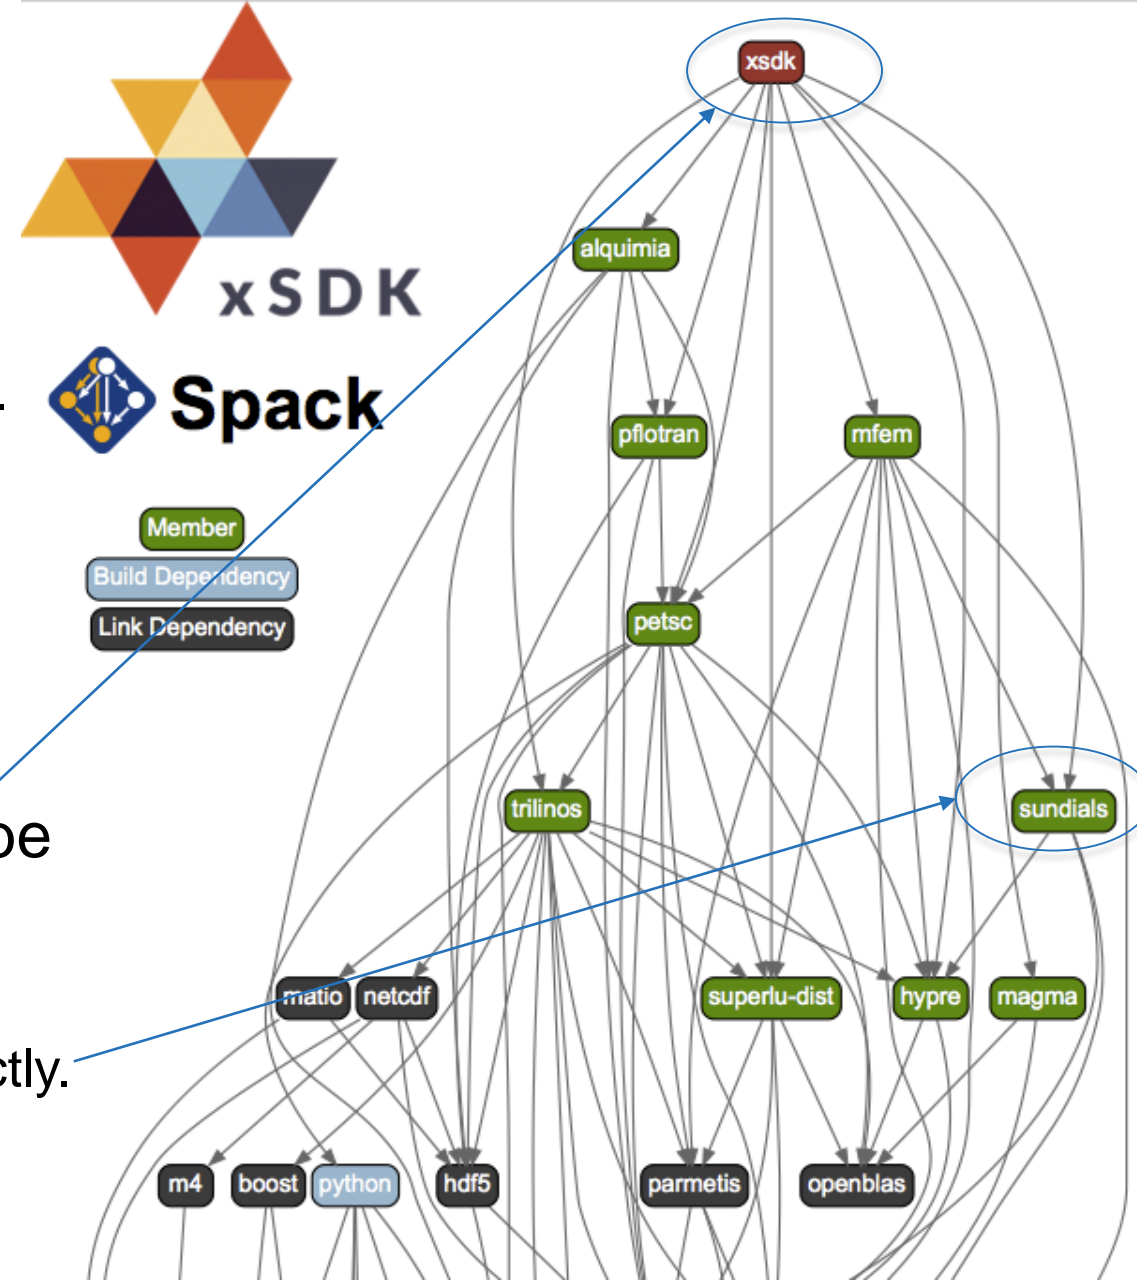 xsdk
alquimia
xSDK
Spack
pflotran
mfem
Member
Build Dependency
Link Dependency
petsc
trilinos
sundials
matio
netcdf
superlu-dist
hypre
magma
ctly.
m4
boost
python
hdf5
parmetis
openblas